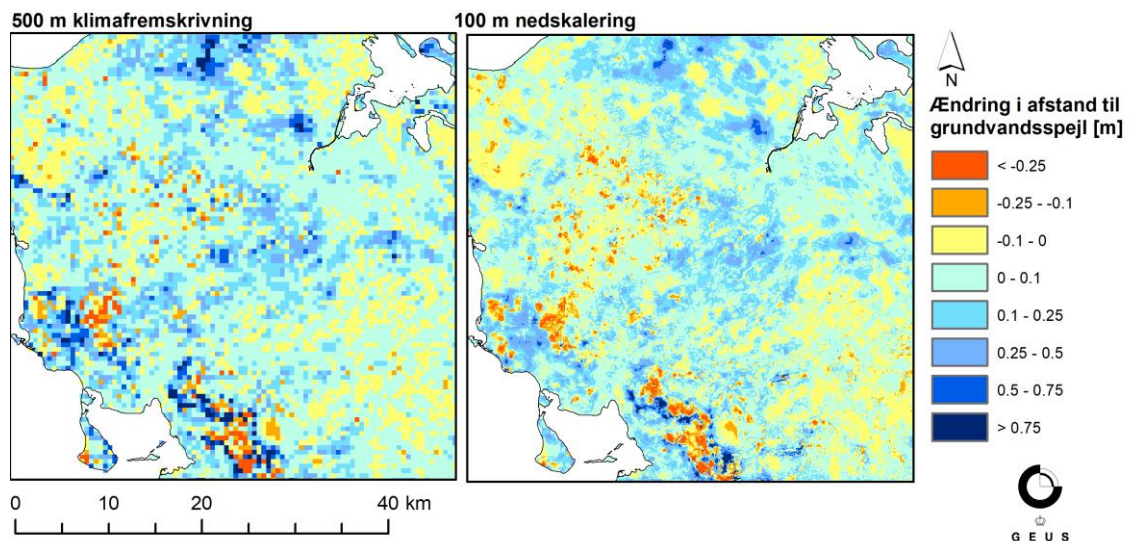 500 m klimafremskrivning
100 m nedskalering
N
Ændring i afstand til
grundvandsspejl [m]
< -0.25
-0.25 - -0.1
-0.1 - 0
0 - 0.1
0.1 - 0.25
0.25 - 0.5
0.5 - 0.75
> 0.75
0 10 20 40 km
G E U S